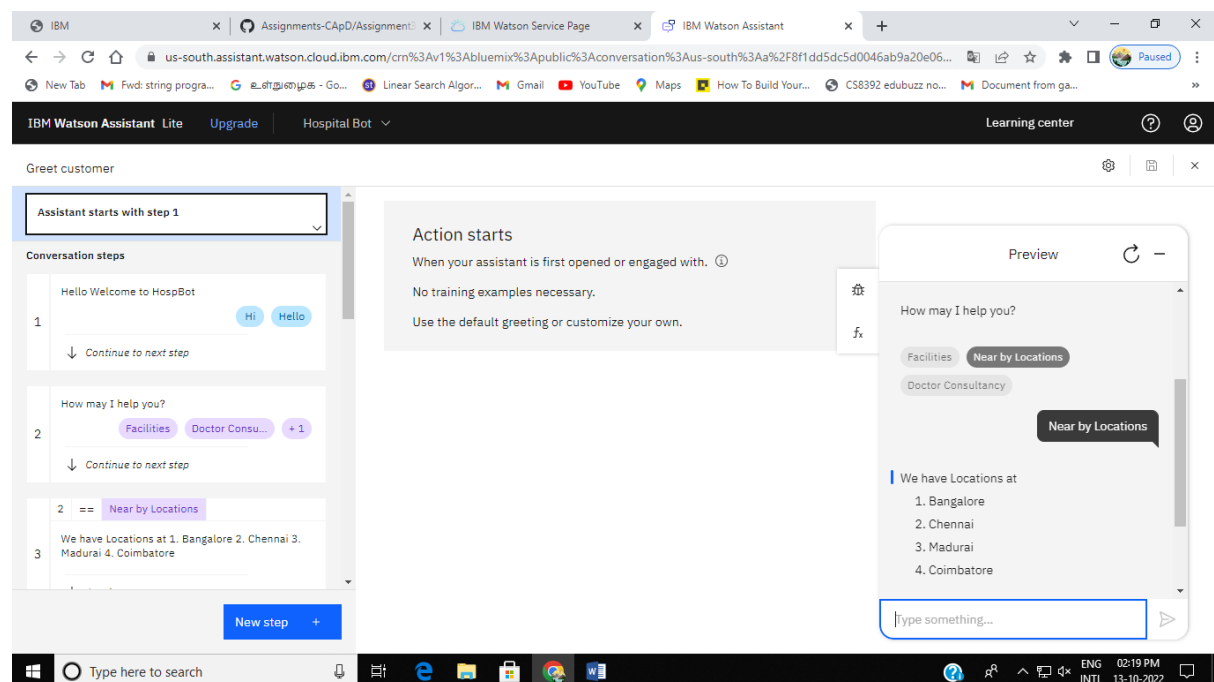 IBM
Assignments-CApD/Assignment3
IBM Watson Service Page
IBM Watson Assistant
us-south.assistant.watson.cloud.ibm.com/crn%3Av1%3Abluemix%3Apublic%3Aconversation%3Aus-south%3Aa%2F8f1dd5dc5d0046ab9a20e06...
Paused
New Tab
Fwd: string progra...
உள்நுழைக - Go...
Linear Search Algor...
Gmail
YouTube
Maps
How To Build Your...
CS8392 edubuzz no...
Document from ga...
»
IBM Watson Assistant Lite
Upgrade
Hospital Bot
Learning center
Greet customer
Assistant starts with step 1
Conversation steps
1
Hello Welcome to HospBot
Hi Hello
Continue to next step
2
How may I help you?
Facilities Doctor Consu... + 1
Continue to next step
2 == Near by Locations
3
We have Locations at 1. Bangalore 2. Chennai 3.
Madurai 4. Coimbatore
New step +
Action starts
When your assistant is first opened or engaged with.
No training examples necessary.
Use the default greeting or customize your own.
fx
Preview
How may I help you?
Facilities Near by Locations
Doctor Consultancy
Near by Locations
We have Locations at
1. Bangalore
2. Chennai
3. Madurai
4. Coimbatore
Type something...
Type here to search
ENG
INTL
02:19 PM
13-10-2022